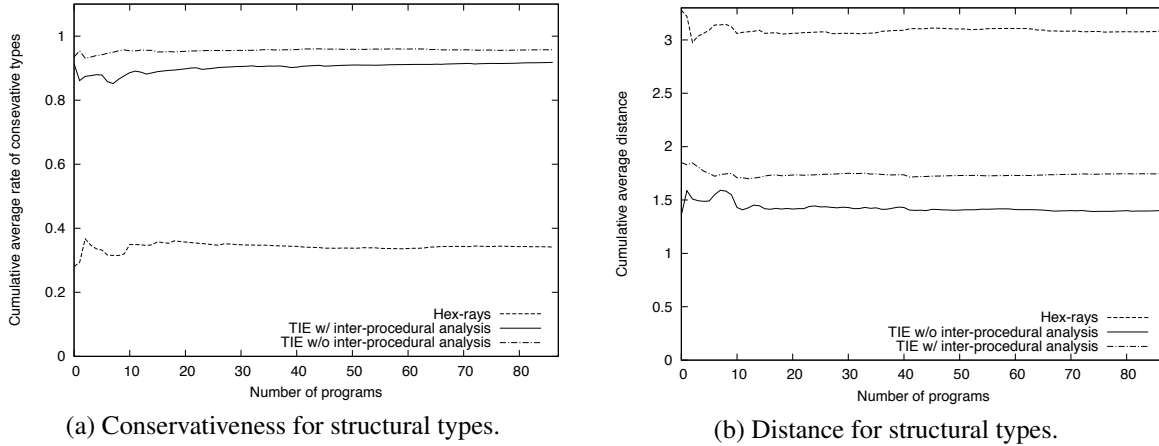 Cumulative average rate of consevative types
1
0.8
0.6
0.4
0.2
0
0 10 20 30 40 50 60 70 80
Number of programs
Hex-rays
TIE w/ inter-procedural analysis
TIE w/o inter-procedural analysis
(a) Conservativeness for structural types.
Cumulative average distance
3
2.5
2
1.5
1
0.5
0
0 10 20 30 40 50 60 70 80
Number of programs
Hex-rays
TIE w/o inter-procedural analysis
TIE w/ inter-procedural analysis
(b) Distance for structural types.